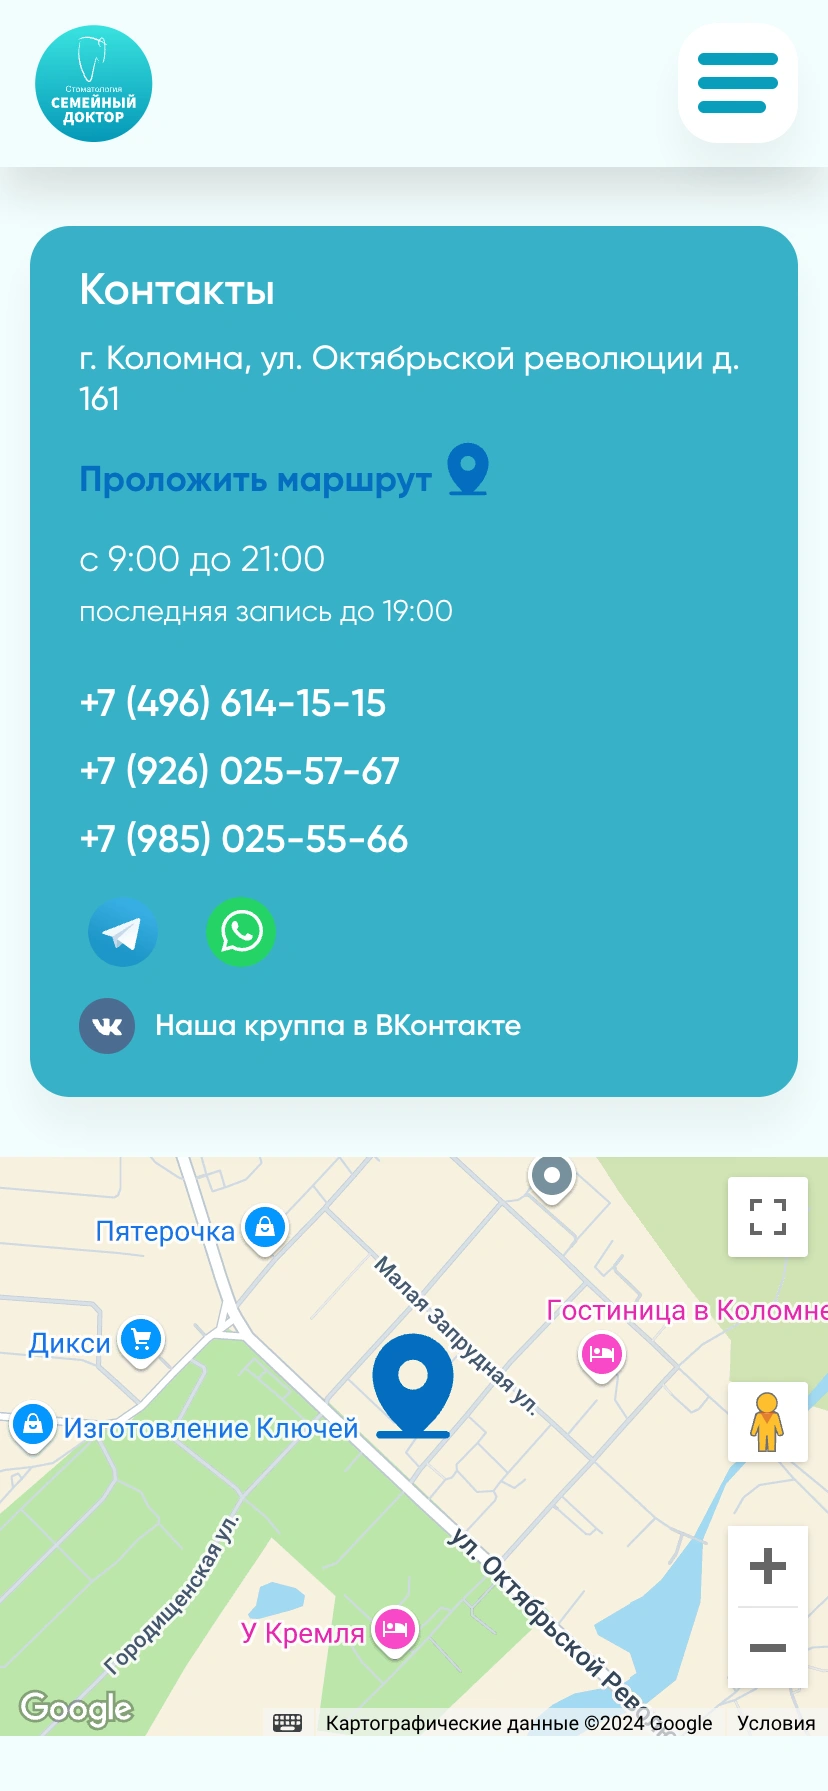 Стоматология
СЕМЕЙНЫЙ
ДОКТОР
Контакты
г. Коломна, ул. Октябрьской революции д.
161
Проложить маршрут
с 9:00 до 21:00
последняя запись до 19:00
+7 (496) 614-15-15
+7 (926) 025-57-67
+7 (985) 025-55-66
Наша круппа в ВКонтакте
Пятерочка
Малая Запрудная ул.
Гостиница в Коломне
Дикси
Изготовление Ключей
Городищенская ул.
ул. Октябрьской
У Кремля
Google
Картографические данные ©2024 Google
Условия